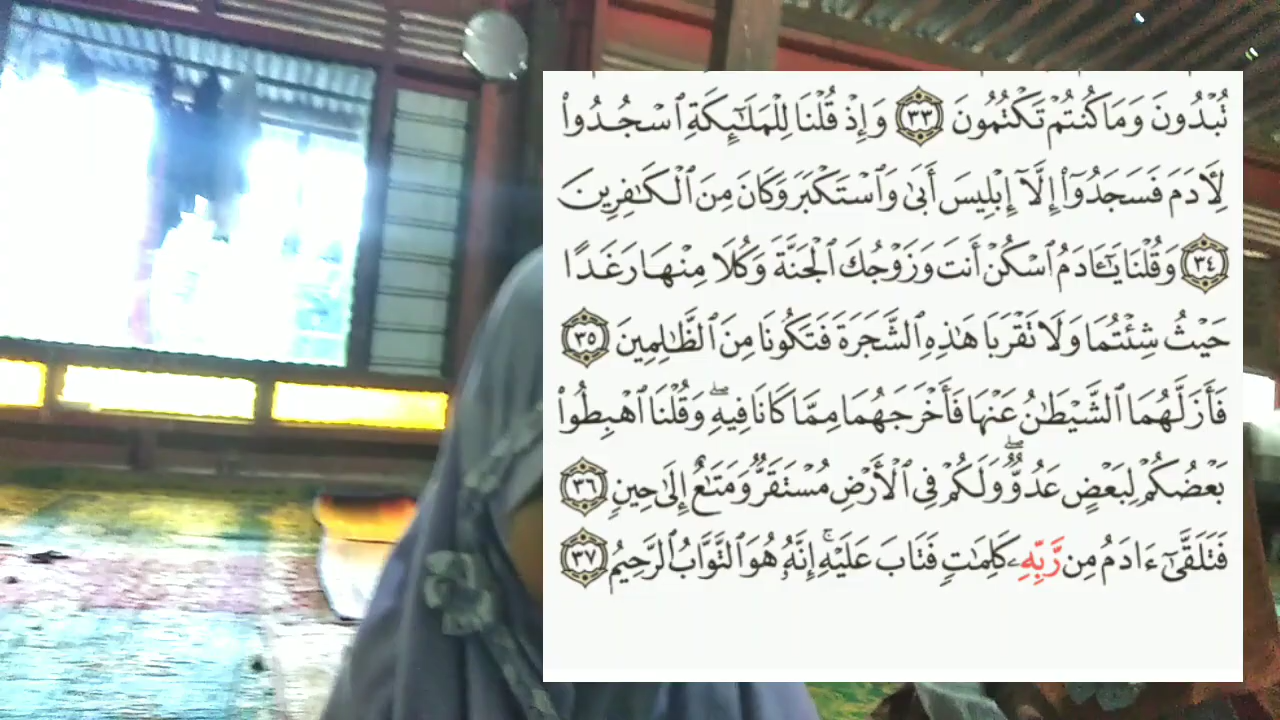 تُبْدُونَ وَمَا كُنتُمْ تَكْتُمُونَ ٣٣ وَإِذْ قُلْنَا لِلْمَلَـٰٓئِكَةِ ٱسْجُدُوا۟
لِـَٔادَمَ فَسَجَدُوٓا۟ إِلَّآ إِبْلِيسَ أَبَىٰ وَٱسْتَكْبَرَ وَكَانَ مِنَ ٱلْكَـٰفِرِينَ
٣٤ وَقُلْنَا يَـٰٓـَٔادَمُ ٱسْكُنْ أَنتَ وَزَوْجُكَ ٱلْجَنَّةَ وَكُلَا مِنْهَا رَغَدًا
حَيْثُ شِئْتُمَا وَلَا تَقْرَبَا هَـٰذِهِ ٱلشَّجَرَةَ فَتَكُونَا مِنَ ٱلظَّـٰلِمِينَ ٣٥
فَأَزَلَّهُمَا ٱلشَّيْطَـٰنُ عَنْهَا فَأَخْرَجَهُمَا مِمَّا كَانَا فِيهِ ۖ وَقُلْنَا ٱهْبِطُوا۟
بَعْضُكُمْ لِبَعْضٍ عَدُوٌّ ۖ وَلَكُمْ فِى ٱلْأَرْضِ مُسْتَقَرٌّ وَمَتَـٰعٌ إِلَىٰ حِينٍ ٣٦
فَتَلَقَّىٰٓ ءَادَمُ مِن رَّبِّهِۦ كَلِمَـٰتٍ فَتَابَ عَلَيْهِ ۚ إِنَّهُۥ هُوَ ٱلتَّوَّابُ ٱلرَّحِيمُ ٣٧